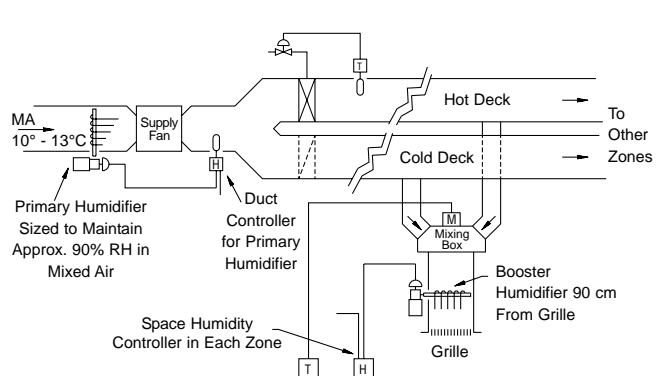 T
Hot Deck
MA
10° - 13°C
Supply
Fan
To
Other
Zones
Cold Deck
H
Primary Humidifier
Sized to Maintain
Approx. 90% RH in
Mixed Air
Duct
Controller
for Primary
Humidifier
M
Mixing
Box
Booster
Humidifier 90 cm
From Grille
Space Humidity
Controller in Each Zone
Grille
T
H